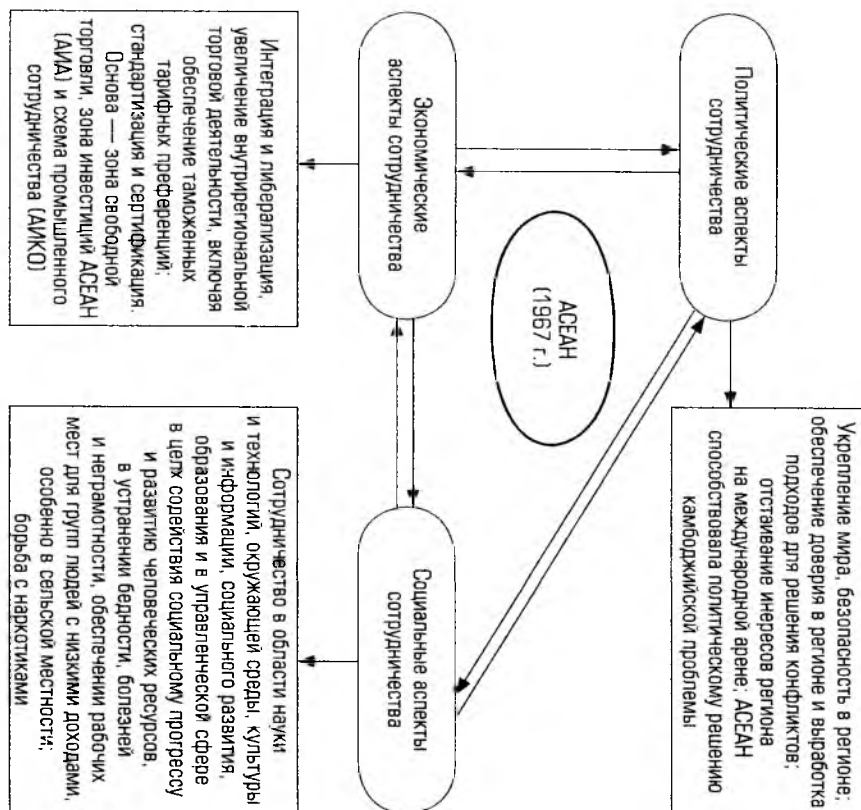 Укрепление мира, безопасность в регионе;
обеспечение доверия в регионе и выработка
подходов для решения конфликтов;
отстаивание инересов региона
на международной арене; АСЕАН
способствовала политическому решению
камбоджийской проблемы
Политические аспекты
сотрудничества
АСЕАН
(1967 г.)
Экономические
аспекты сотрудничества
Социальные аспекты
сотрудничества
Интеграция и либерализация,
увеличение внутрирегиональной
торговой деятельности, включая
обеспечение таможенных
тарифных преференций;
стандартизация и сертификация.
Основа — зона свободной
торговли, зона инвестиций АСЕАН
(АИА) и схема промышленного
сотрудничества (АИКО)
Сотрудничество в области науки
и технологий, окружающей среды, культуры
и информации, социального развития,
образования и в управленческой сфере
в целх содействия социальному прогрессу
и развитию человеческих ресурсов,
в устранении бедности, болезней
и неграмотности, обеспечении рабочих
мест для групп людей с низкими доходами,
особенно в сельской местности;
борьба с наркотиками